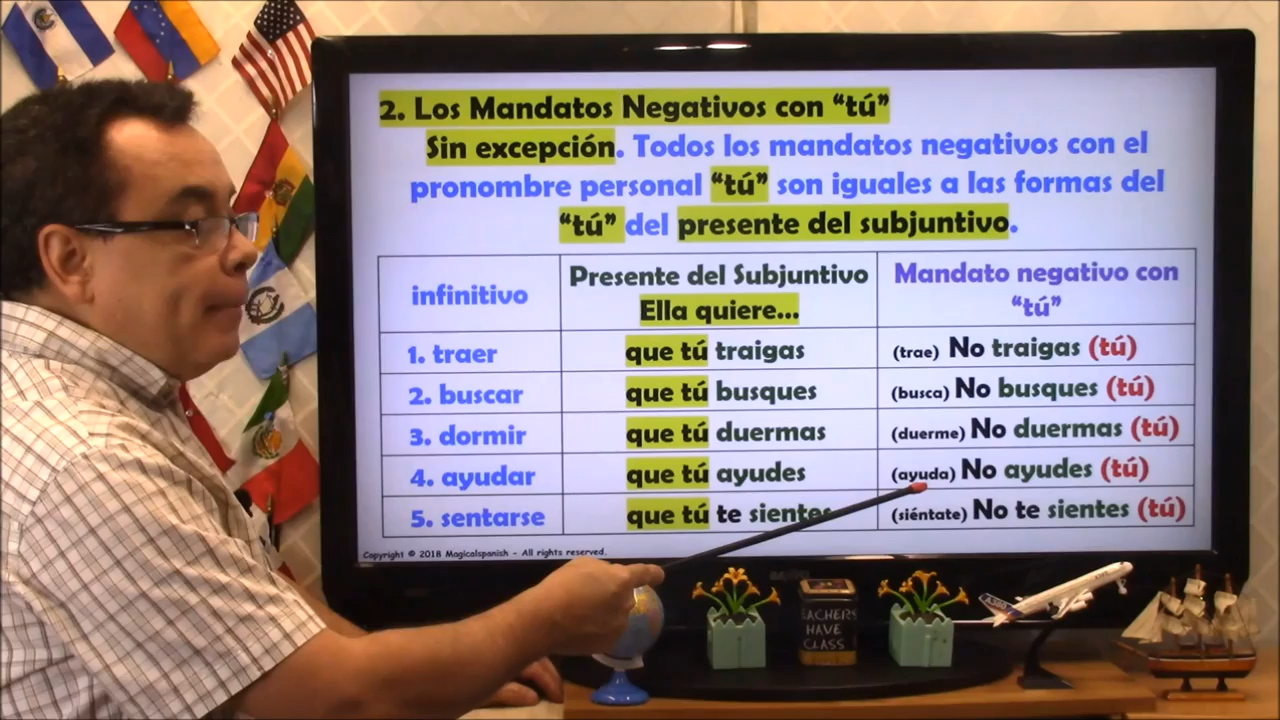 2. Los Mandatos Negativos con “tú”
Sin excepción. Todos los mandatos negativos con el
pronombre personal “tú” son iguales a las formas del
“tú” del presente del subjuntivo.
infinitivo
Presente del Subjuntivo
Ella quiere...
Mandato negativo con
“tú”
1. traer
que tú traigas
(trae) No traigas (tú)
2. buscar
que tú busques
(busca) No busques (tú)
3. dormir
que tú duermas
(duerme) No duermas (tú)
4. ayudar
que tú ayudes
(ayuda) No ayudes (tú)
5. sentarse
que tú te sientes
(siéntate) No te sientes (tú)
Copyright © 2018 Magicalspanish - All rights reserved.
TEACHERS
HAVE
CLASS
A380